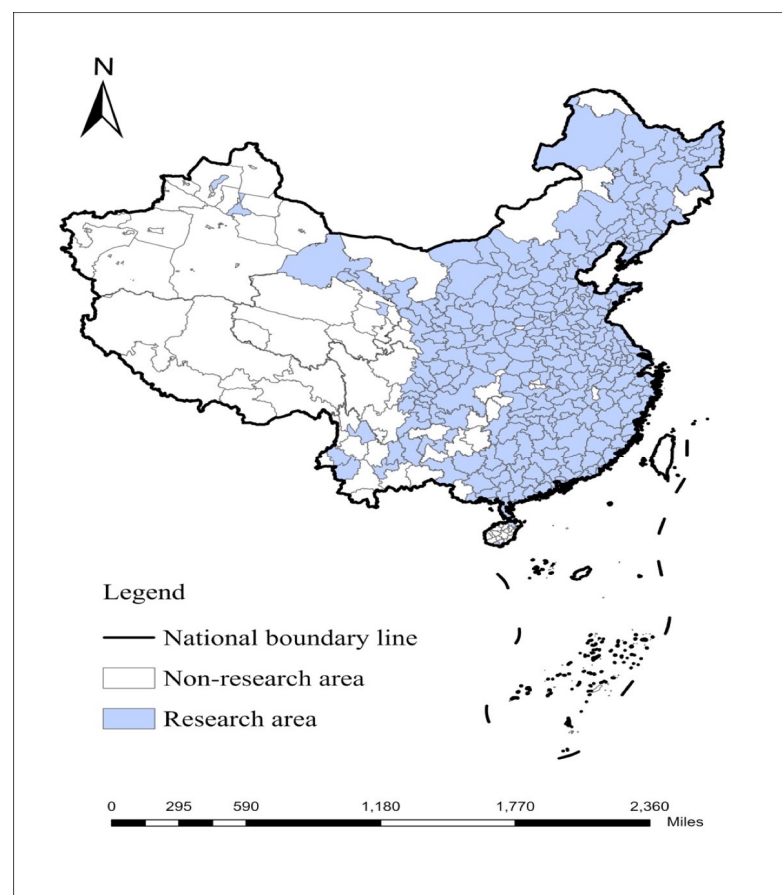 N
Legend
National boundary line
Non-research area
Research area
0 295 590 1,180 1,770 2,360
Miles